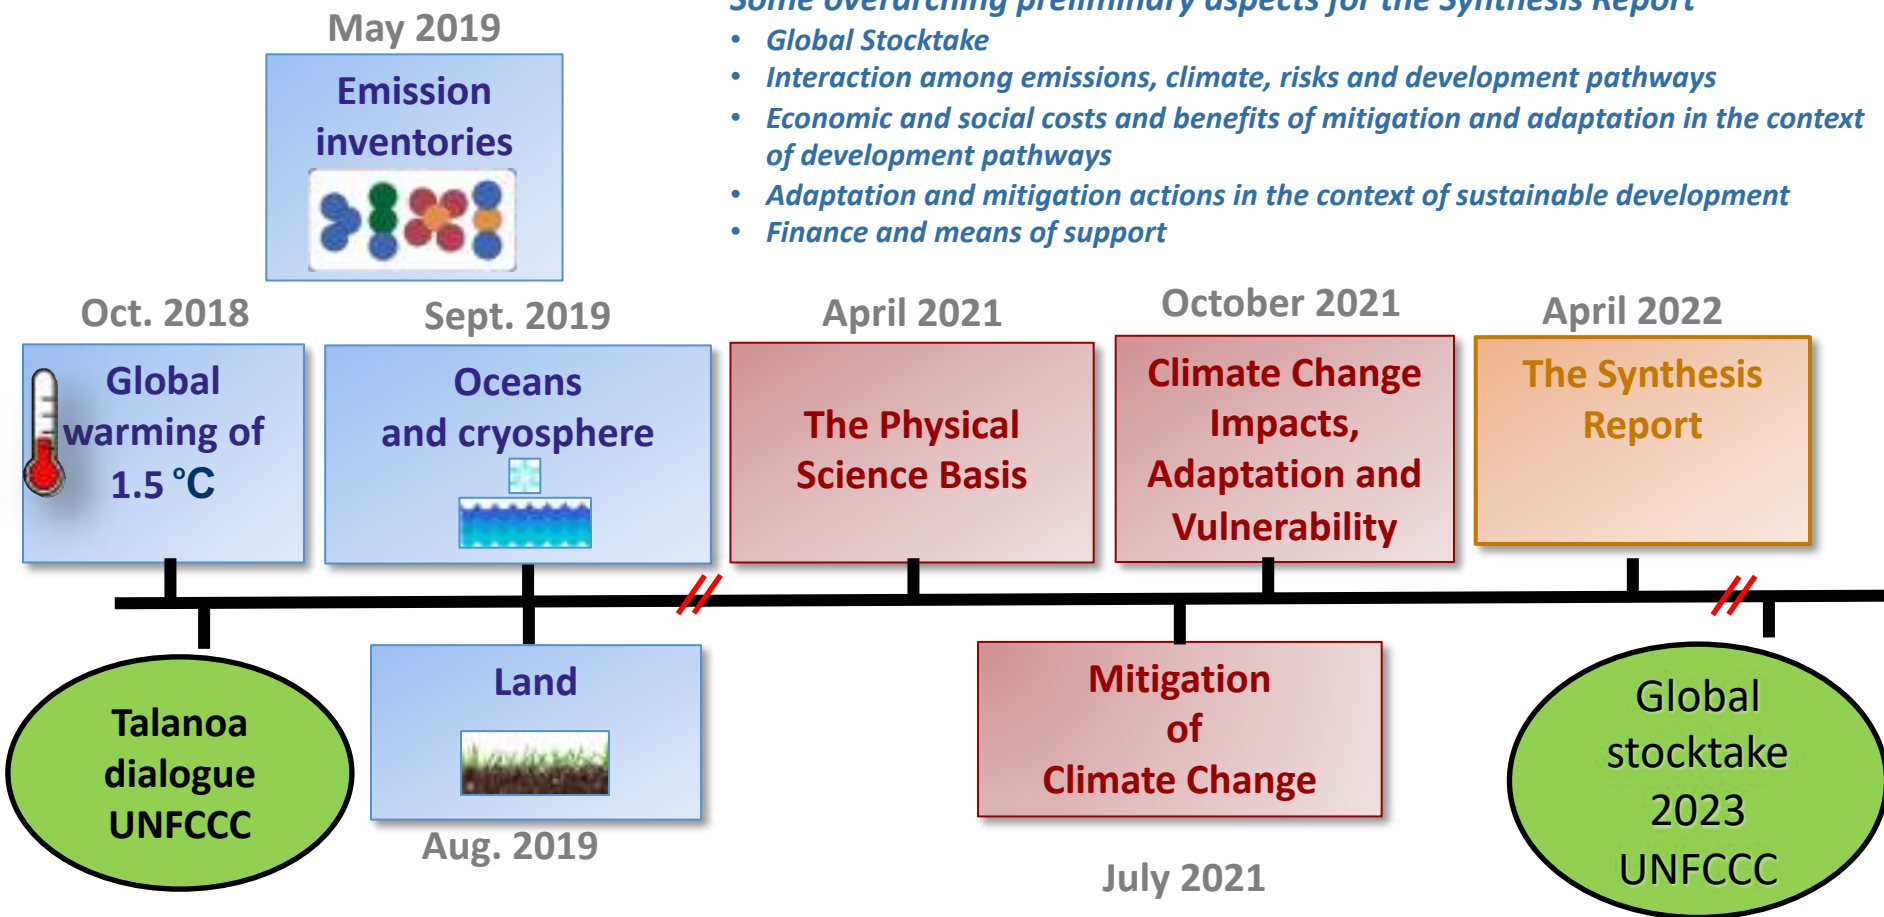 Some overarching preliminary aspects for the Synthesis Report
• Global Stocktake
• Interaction among emissions, climate, risks and development pathways
• Economic and social costs and benefits of mitigation and adaptation in the context
of development pathways
• Adaptation and mitigation actions in the context of sustainable development
• Finance and means of support
May 2019
Emission
inventories
Oct. 2018
Global
warming of
1.5 °C
Sept. 2019
Oceans
and cryosphere
April 2021
The Physical
Science Basis
October 2021
Climate Change
Impacts,
Adaptation and
Vulnerability
April 2022
The Synthesis
Report
Talanoa
dialogue
UNFCCC
Land
Aug. 2019
Mitigation
of
Climate Change
July 2021
Global
stocktake
2023
UNFCCC